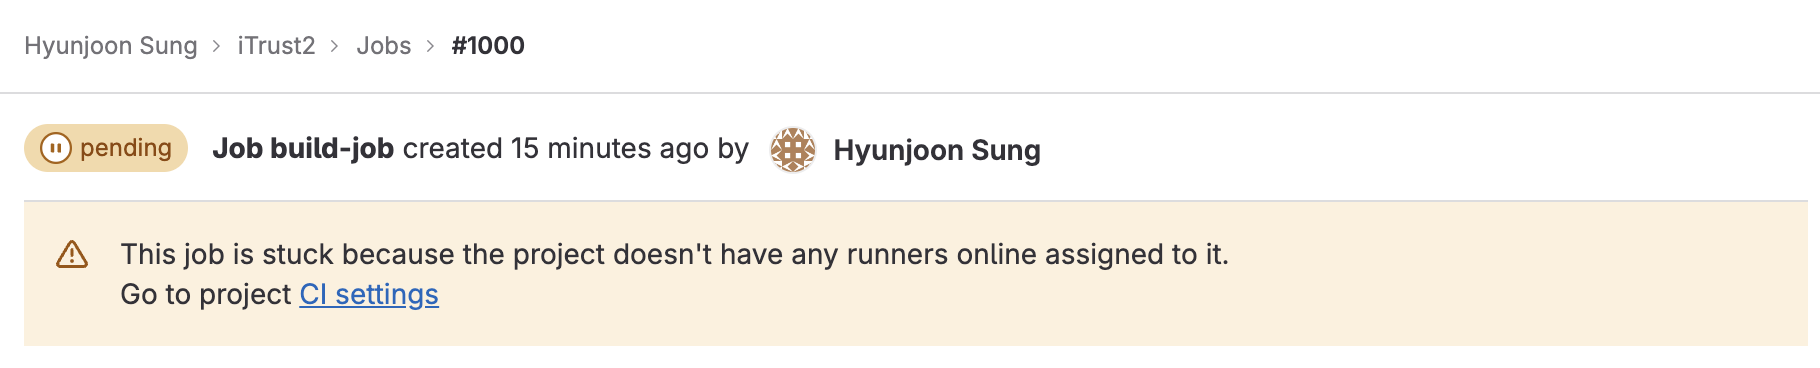 Hyunjoon Sung > iTrust2 > Jobs > #1000
pending Job build-job created 15 minutes ago by Hyunjoon Sung
This job is stuck because the project doesn't have any runners online assigned to it.
Go to project CI settings